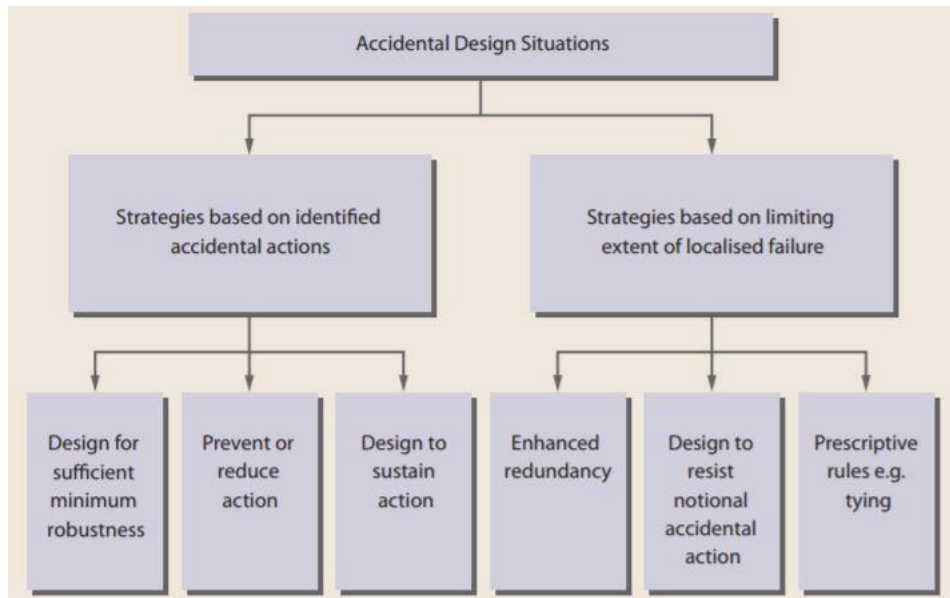 Accidental Design Situations
Strategies based on identified
accidental actions
Strategies based on limiting
extent of localised failure
Design for
sufficient
minimum
robustness
Prevent or
reduce
action
Design to
sustain
action
Enhanced
redundancy
Design to
resist
notional
accidental
action
Prescriptive
rules e.g.
tying